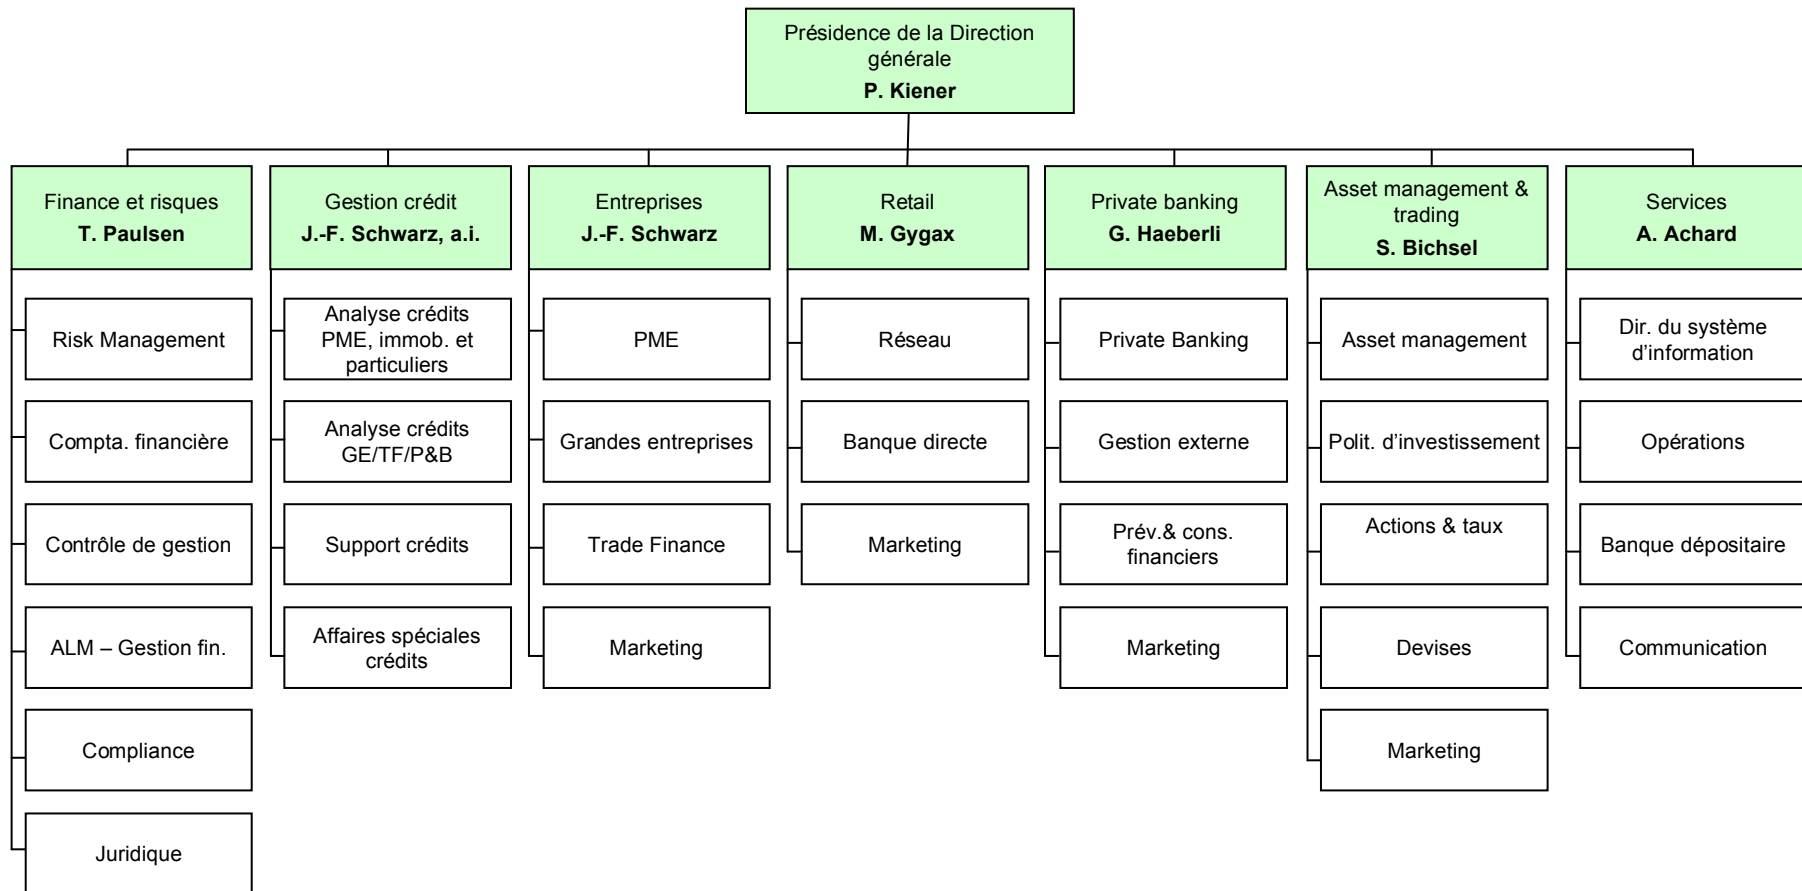 Présidence de la Direction
générale
P. Kiener
Finance et risques
T. Paulsen
Risk Management
Compta. financière
Contrôle de gestion
ALM – Gestion fin.
Compliance
Juridique
Gestion crédit
J.-F. Schwarz, a.i.
Analyse crédits
PME, immob. et
particuliers
Analyse crédits
GE/TF/P&B
Support crédits
Affaires spéciales
crédits
Entreprises
J.-F. Schwarz
PME
Grandes entreprises
Trade Finance
Marketing
Retail
M. Gygax
Réseau
Banque directe
Marketing
Private banking
G. Haeberli
Private Banking
Gestion externe
Prév.& cons.
financiers
Marketing
Asset management &
trading
S. Bichsel
Asset management
Polit. d’investissement
Actions & taux
Devises
Marketing
Services
A. Achard
Dir. du système
d’information
Opérations
Banque dépositaire
Communication